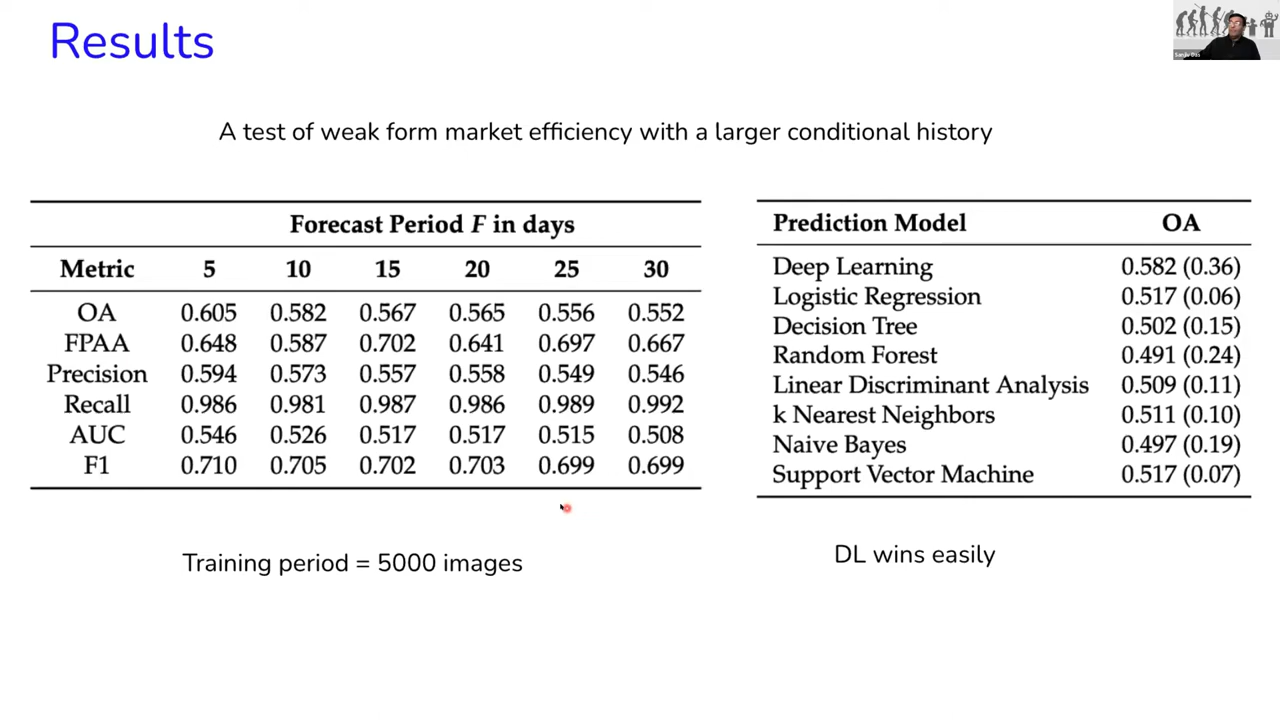 Results
Sanjiv Das
A test of weak form market efficiency with a larger conditional history
Forecast Period F in days
Metric 5 10 15 20 25 30
OA 0.605 0.582 0.567 0.565 0.556 0.552
FPAA 0.648 0.587 0.702 0.641 0.697 0.667
Precision 0.594 0.573 0.557 0.558 0.549 0.546
Recall 0.986 0.981 0.987 0.986 0.989 0.992
AUC 0.546 0.526 0.517 0.517 0.515 0.508
F1 0.710 0.705 0.702 0.703 0.699 0.699
Training period = 5000 images
Prediction Model OA
Deep Learning 0.582 (0.36)
Logistic Regression 0.517 (0.06)
Decision Tree 0.502 (0.15)
Random Forest 0.491 (0.24)
Linear Discriminant Analysis 0.509 (0.11)
k Nearest Neighbors 0.511 (0.10)
Naive Bayes 0.497 (0.19)
Support Vector Machine 0.517 (0.07)
DL wins easily